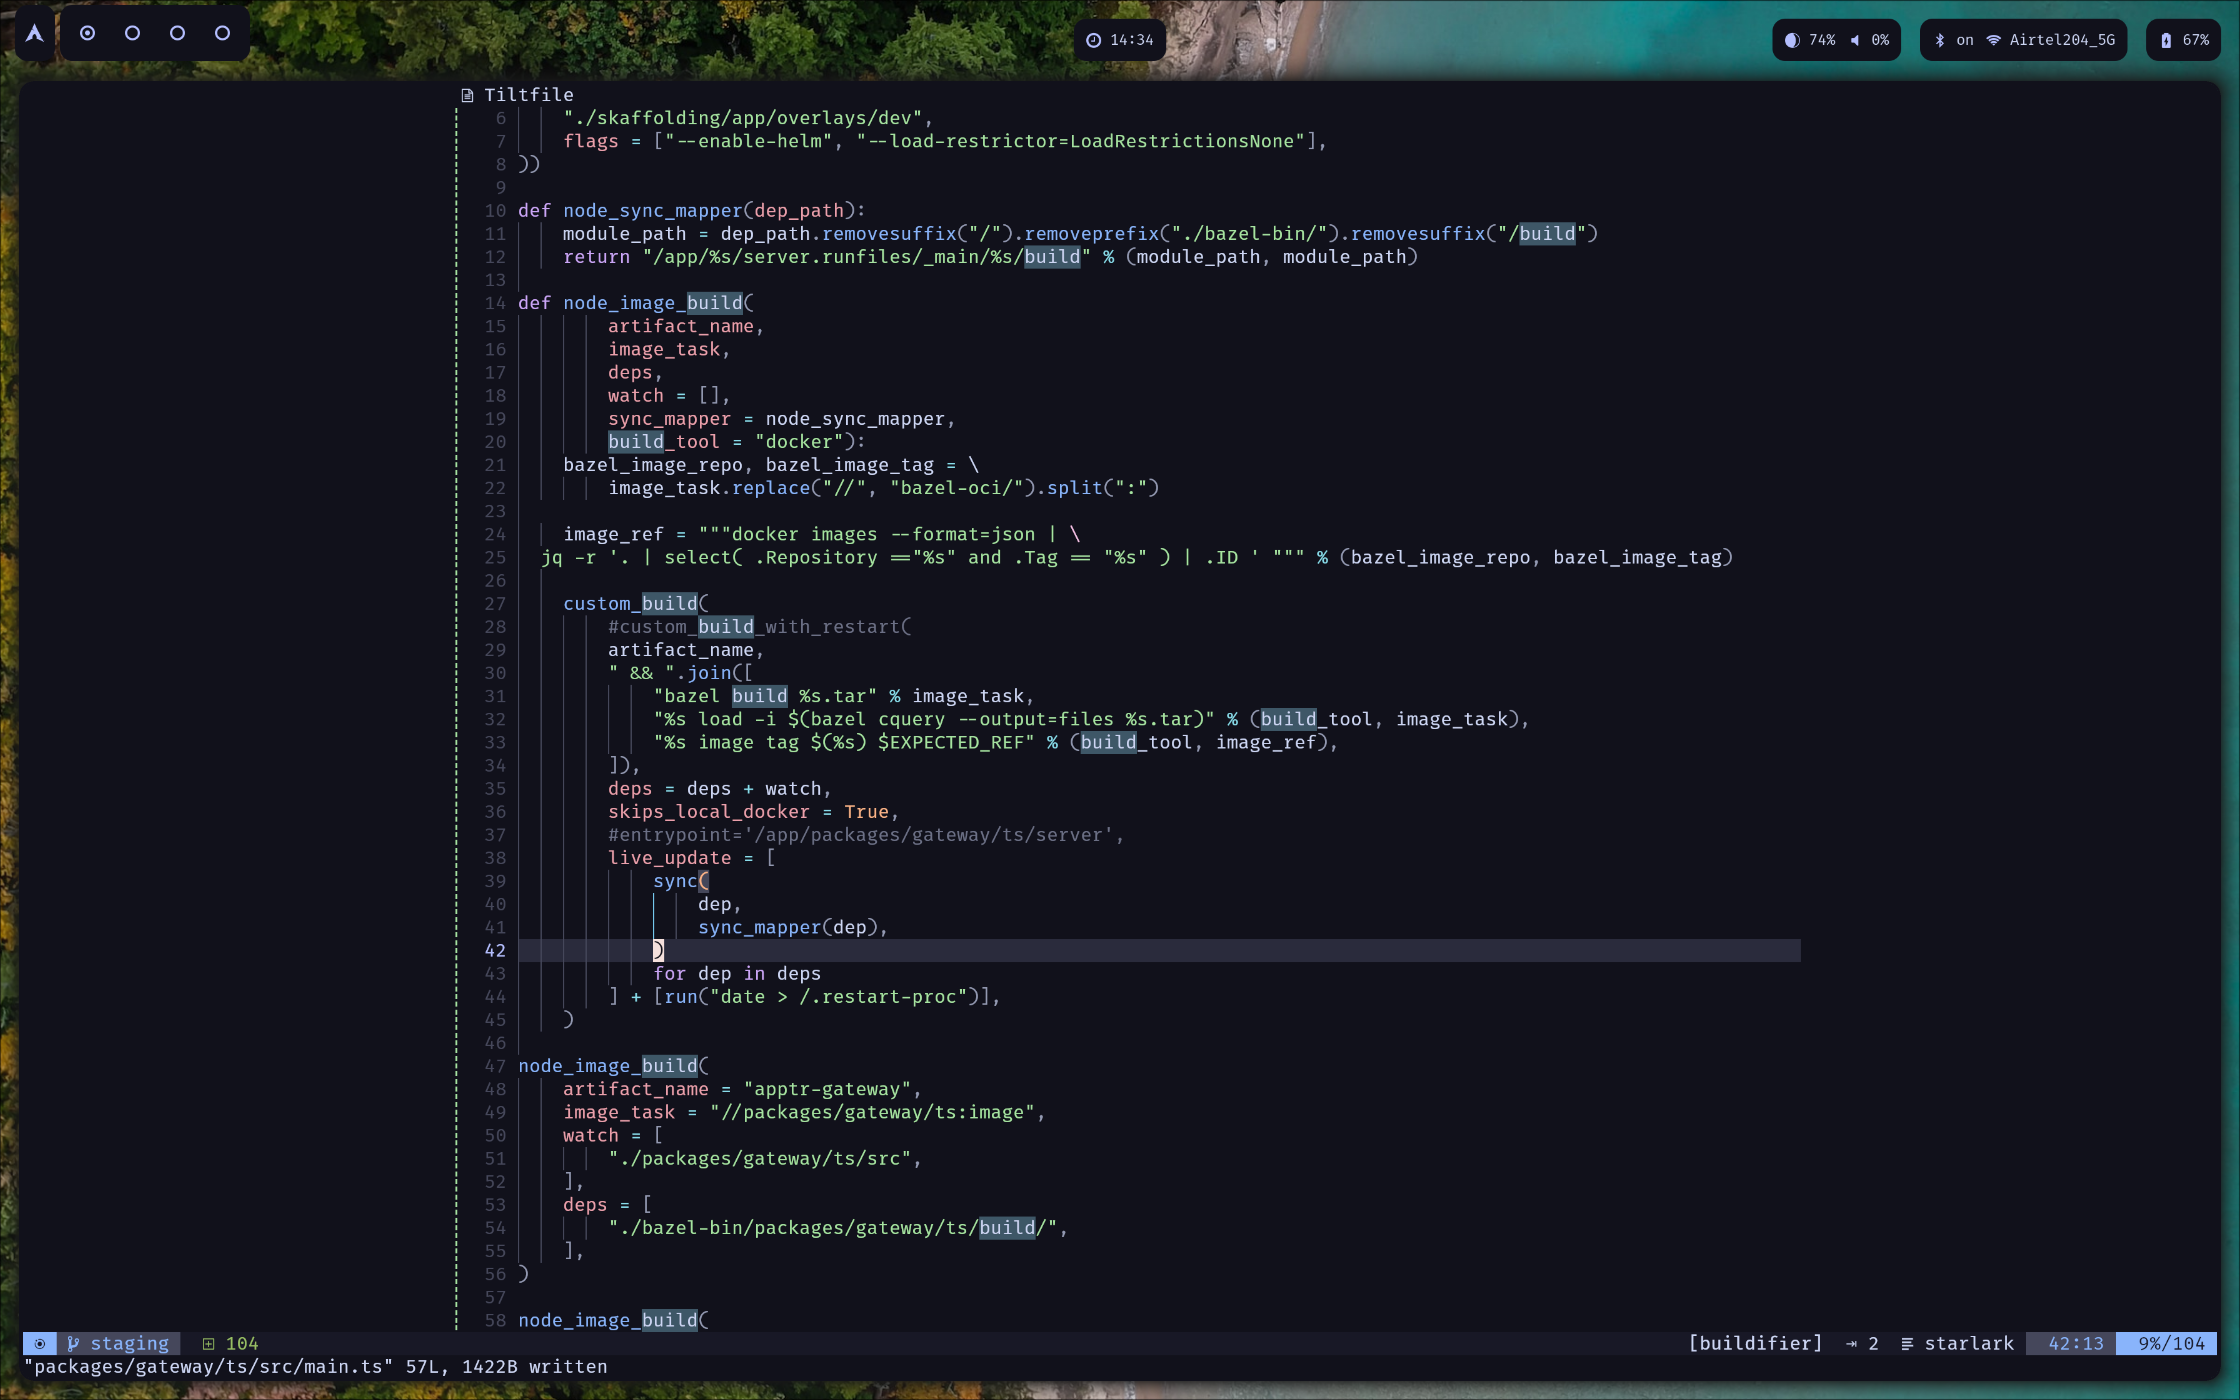 14:34
74% 0%
on Airtel204_5G
67%
Tiltfile
6 "./skaffolding/app/overlays/dev",
7 flags = ["--enable-helm", "--load-restrictor=LoadRestrictionsNone"],
8 ))
9
10 def node_sync_mapper(dep_path):
11 module_path = dep_path.removesuffix("/").removeprefix("./bazel-bin/").removesuffix("/build")
12 return "/app/%s/server.runfiles/_main/%s/build" % (module_path, module_path)
13
14 def node_image_build(
15 artifact_name,
16 image_task,
17 deps,
18 watch = [],
19 sync_mapper = node_sync_mapper,
20 build_tool = "docker"):
21 bazel_image_repo, bazel_image_tag = \
22 image_task.replace("//", "bazel-oci/").split(":")
23
24 image_ref = """docker images --format=json | \
25 jq -r '. | select( .Repository =="%s" and .Tag == "%s" ) | .ID ' """ % (bazel_image_repo, bazel_image_tag)
26
27 custom_build(
28 #custom_build_with_restart(
29 artifact_name,
30 " && ".join([
31 "bazel build %s.tar" % image_task,
32 "%s load -i $(bazel cquery --output=files %s.tar)" % (build_tool, image_task),
33 "%s image tag $(%s) $EXPECTED_REF" % (build_tool, image_ref),
34 ]),
35 deps = deps + watch,
36 skips_local_docker = True,
37 #entrypoint='/app/packages/gateway/ts/server',
38 live_update = [
39 sync(
40 dep,
41 sync_mapper(dep),
42 )
43 for dep in deps
44 ] + [run("date > /.restart-proc")],
45 )
46
47 node_image_build(
48 artifact_name = "apptr-gateway",
49 image_task = "//packages/gateway/ts:image",
50 watch = [
51 "./packages/gateway/ts/src",
52 ],
53 deps = [
54 "./bazel-bin/packages/gateway/ts/build/",
55 ],
56 )
57
58 node_image_build(
staging 104 [buildifier] 2 starlark 42:13 9%/104
"packages/gateway/ts/src/main.ts" 57L, 1422B written